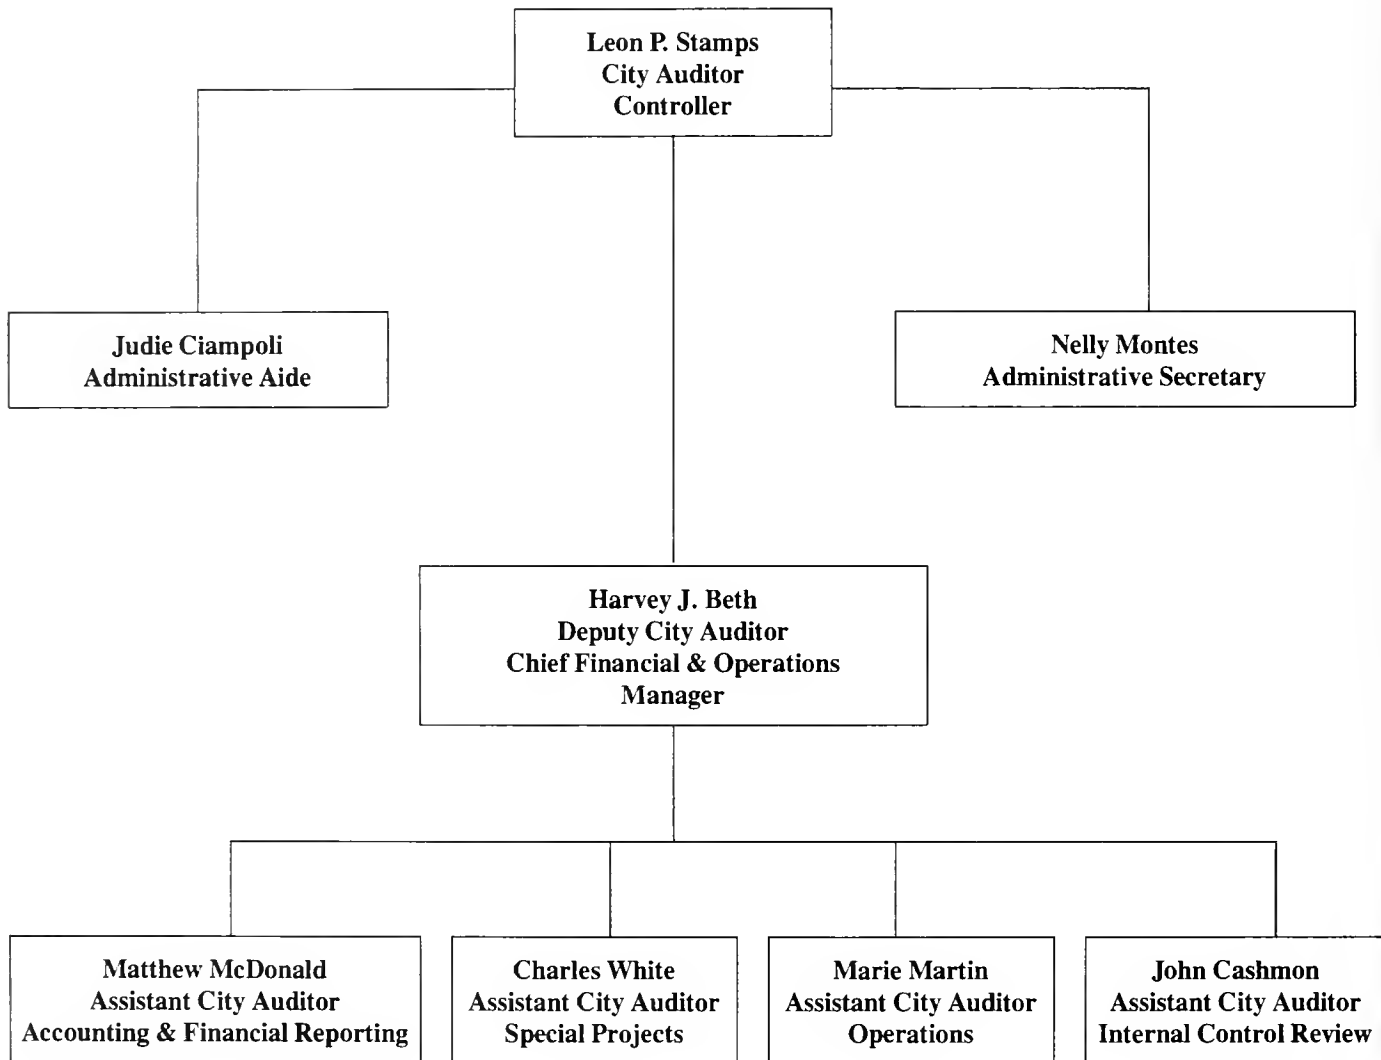 Leon P. Stamps
City Auditor
Controller
Judie Ciampoli
Administrative Aide
Nelly Montes
Administrative Secretary
Harvey J. Beth
Deputy City Auditor
Chief Financial & Operations
Manager
Matthew McDonald
Assistant City Auditor
Accounting & Financial Reporting
Charles White
Assistant City Auditor
Special Projects
Marie Martin
Assistant City Auditor
Operations
John Cashmon
Assistant City Auditor
Internal Control Review